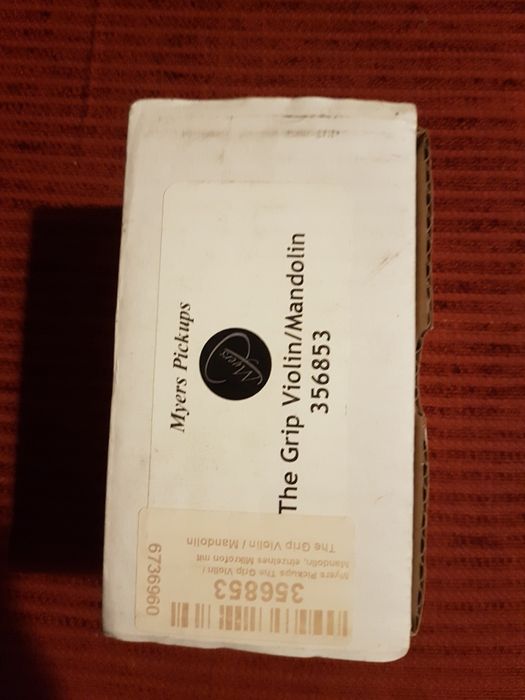 Myers Pickups
Myers
The Grip Violin/Mandolin
356853
356853
Myers Pickups The Grip Violin /
Mandolin, einzelnes Mikrofon mit
The Grip Violin / Mandolin
6736960